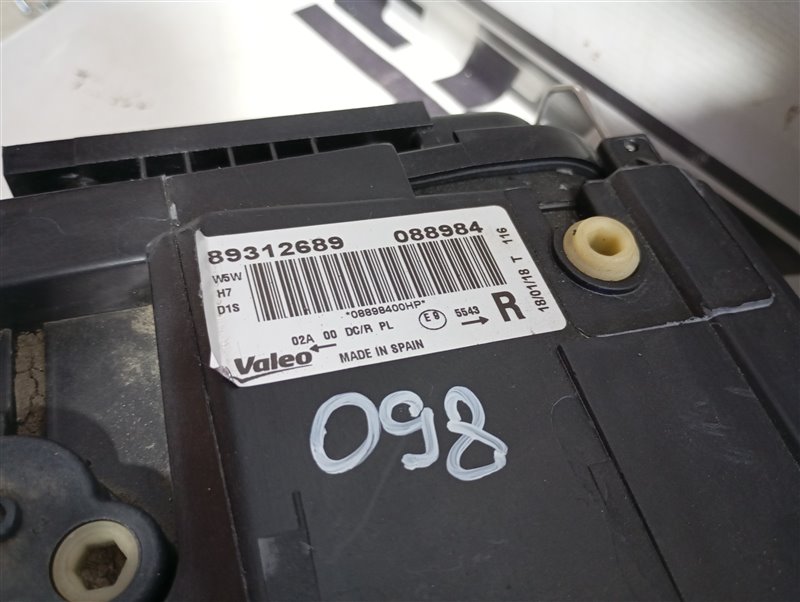 89312689 088984
W5W
H7
D1S
*08898400HP*
02A 00 DC/R PL E9 5543 R
Valeo MADE IN SPAIN
18/01/18 T 116
098